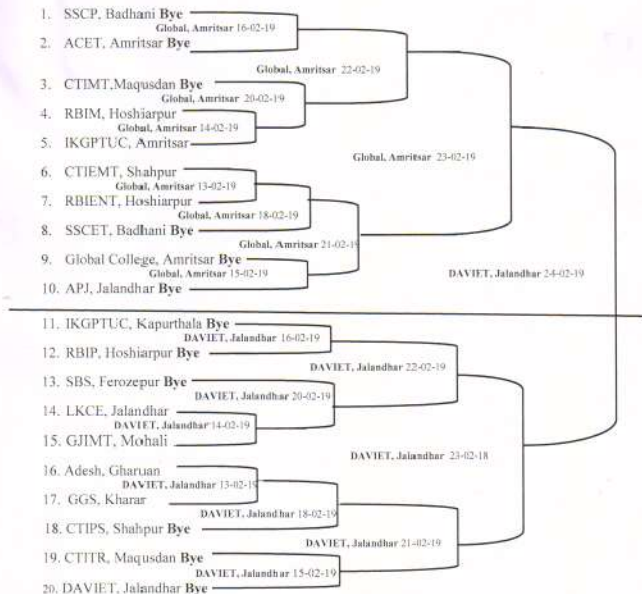 1. SSCP, Badhani Bye
Global, Amritsar 16-02-19
2. ACET, Amritsar Bye
Global, Amritsar 22-02-19
3. CTIMT,Maqusdan Bye
Global, Amritsar 20-02-19
4. RBIM, Hoshiarpur
Global, Amritsar 14-02-19
5. IKGPTUC, Amritsar
Global, Amritsar 23-02-19
6. CTIEMT, Shahpur
Global, Amritsar 13-02-19
7. RBIENT, Hoshiarpur
Global, Amritsar 18-02-19
8. SSCET, Badhani Bye
Global, Amritsar 21-02-19
9. Global College, Amritsar Bye
Global, Amritsar 15-02-19
DAVIET, Jalandhar 24-02-19
10. APJ, Jalandhar Bye
11. IKGPTUC, Kapurthala Bye
DAVIET, Jalandhar 16-02-19
12. RBIP, Hoshiarpur Bye
DAVIET, Jalandhar 22-02-19
13. SBS, Ferozepur Bye
DAVIET, Jalandhar 20-02-19
14. LKCE, Jalandhar
DAVIET, Jalandhar 14-02-19
15. GJIMT, Mohali
DAVIET, Jalandhar 23-02-18
16. Adesh, Gharuan
DAVIET, Jalandhar 13-02-19
17. GGS, Kharar
DAVIET, Jalandhar 18-02-19
18. CTIPS, Shahpur Bye
DAVIET, Jalandhar 21-02-19
19. CTITR, Maqusdan Bye
DAVIET, Jalandhar 15-02-19
20. DAVIET, Jalandhar Bye